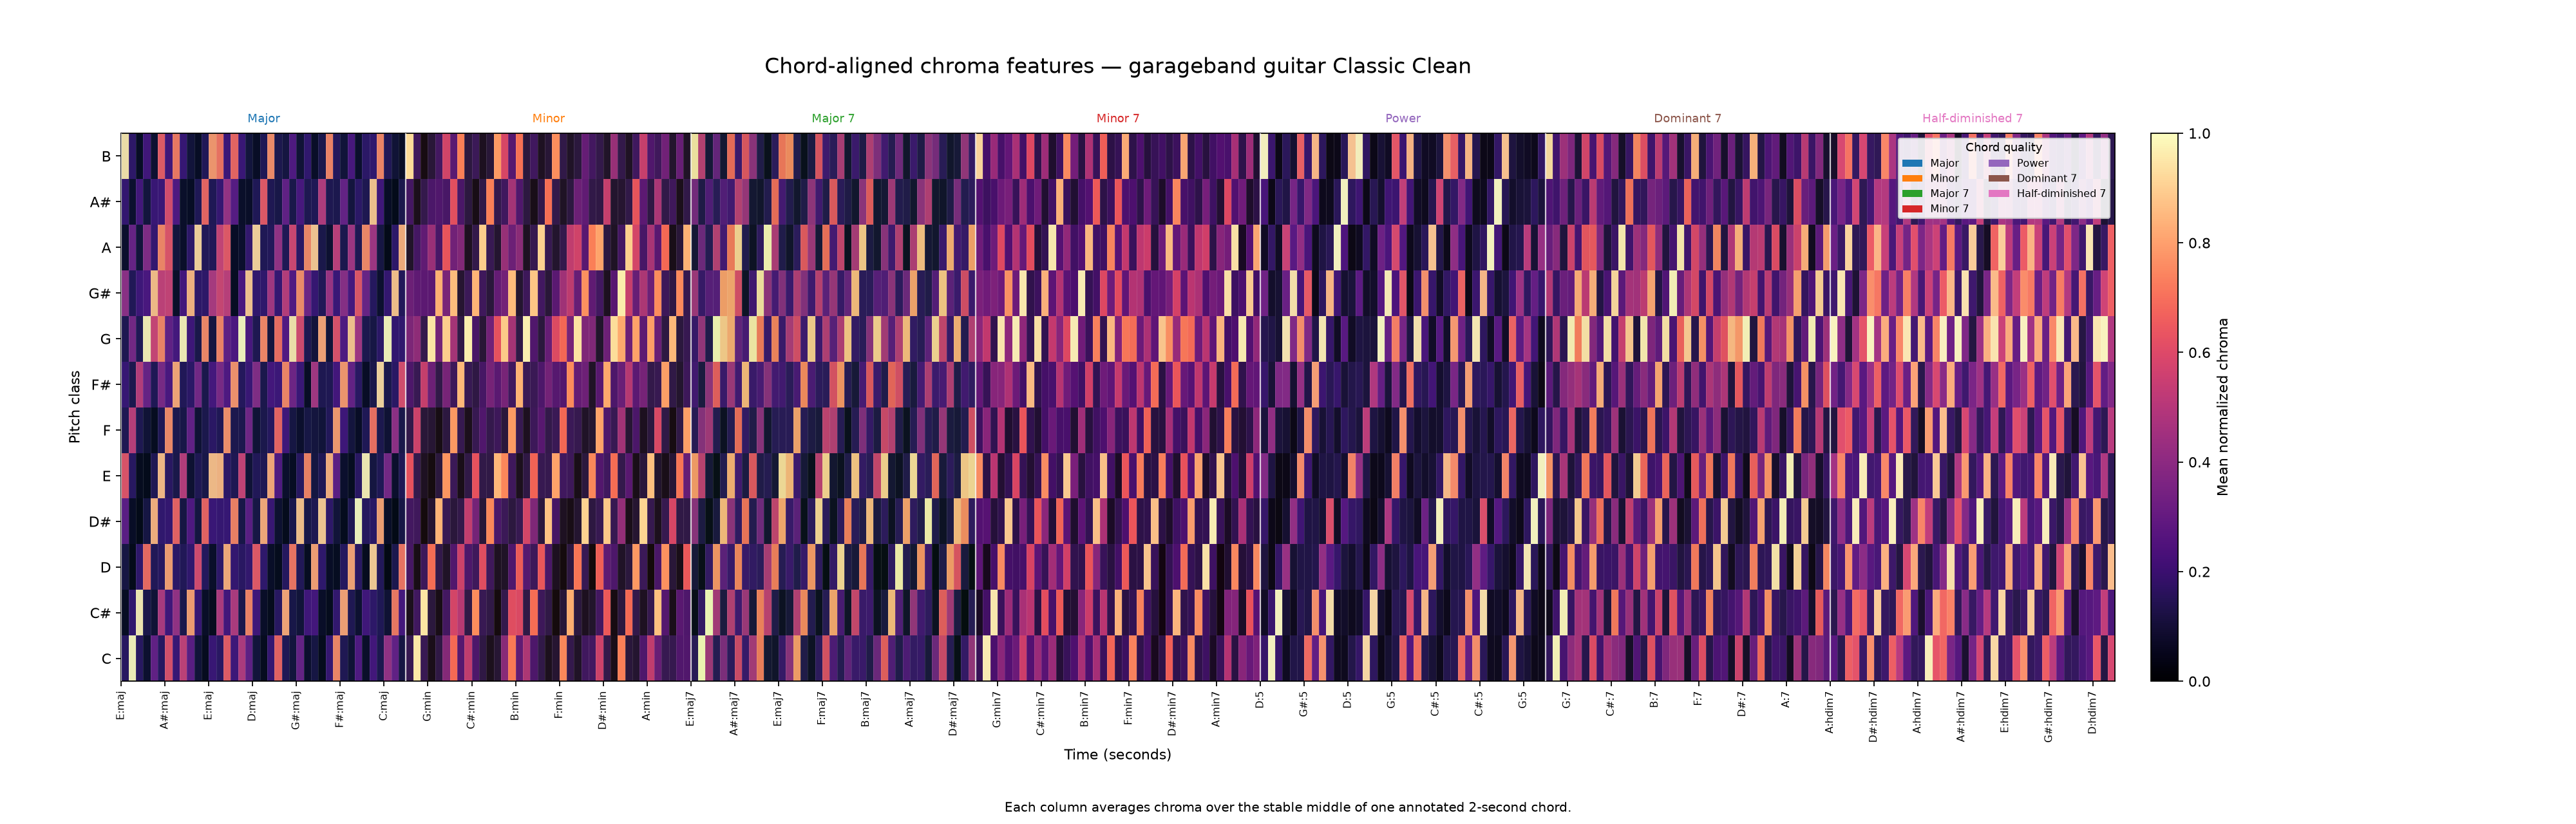 Chord-aligned chroma features — garageband guitar Classic Clean
Major Minor Major 7 Minor 7 Power Dominant 7 Half-diminished 7
Chord quality
Major Power
Minor Dominant 7
Major 7 Half-diminished 7
Minor 7
Pitch class
B
A#
A
G#
G
F#
F
E
D#
D
C#
C
1.0
0.8
0.6
0.4
0.2
0.0
Mean normalized chroma
E:maj A#:maj E:maj D:maj G#:maj F#:maj C:maj G:min C#:min B:min F:min D#:min A:min E:maj7 A#:maj7 E:maj7 F:maj7 B:maj7 A:maj7 D#:maj7 G:min7 C#:min7 B:min7 F:min7 D#:min7 A:min7 D:5 G#:5 D:5 G:5 C#:5 C#:5 G:5 G:7 C#:7 B:7 F:7 D#:7 A:7 A:hdim7 D#:hdim7 A:hdim7 A#:hdim7 E:hdim7 G#:hdim7 D:hdim7
Time (seconds)
Each column averages chroma over the stable middle of one annotated 2-second chord.